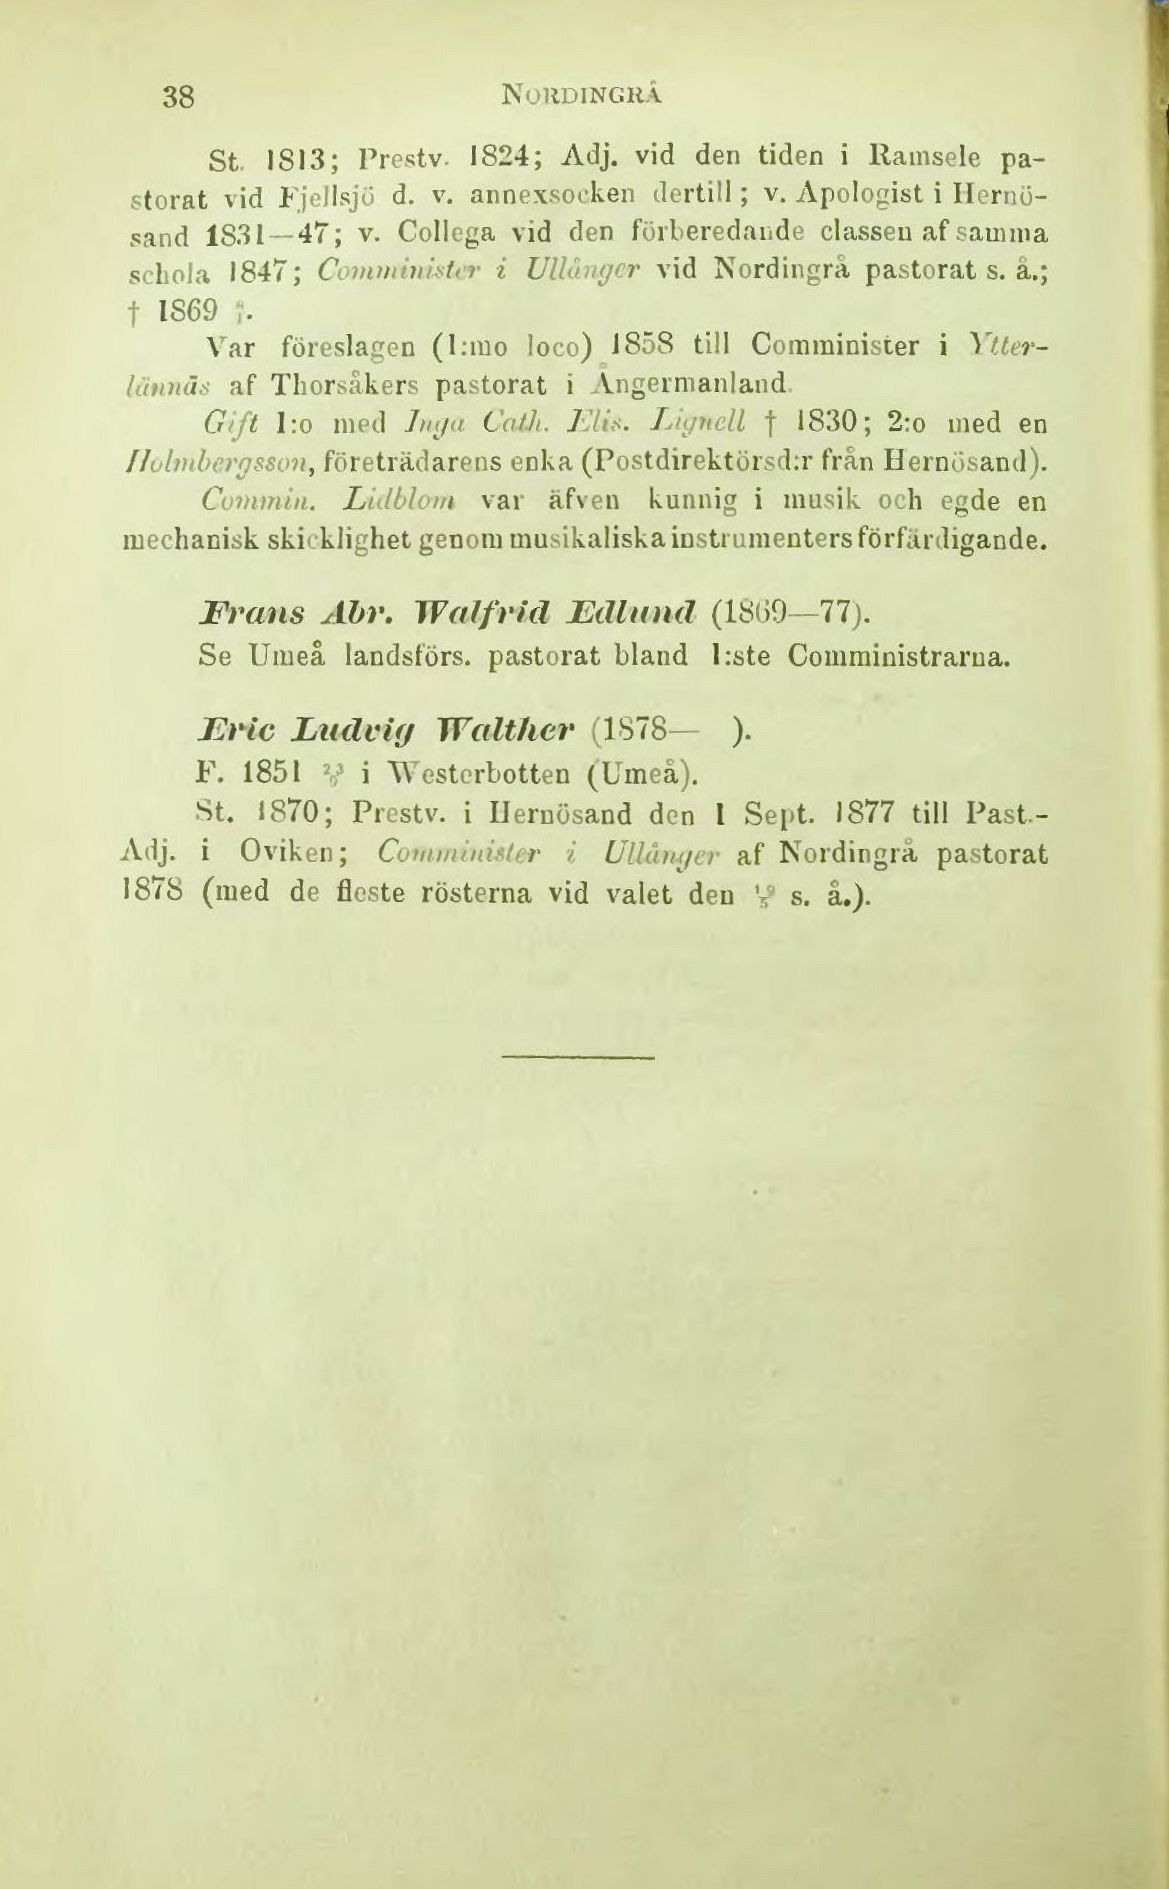 38 NORDINGRÅ
St. 1813; Prestv. 1824; Adj. vid den tiden i Ramsele pa-
storat vid Fjellsjö d. v. annexsocken dertill; v. Apologist i Hernö-
sand 1831—47; v. Collega vid den förberedande classen af samma
schola 1847; Comminister i Ullånger vid Nordingrå pastorat s. å.;
† 1869 .
Var föreslagen (1:mo loco) 1858 till Comminister i Ytter-
lännäs af Thorsåkers pastorat i Ångermanland.
Gift 1:o med Inga Cath. Elis. Lignell † 1830; 2:o med en
Holmbergsson, företrädarens enka (Postdirektörsd:r från Hernösand).
Commin. Lidblom var äfven kunnig i musik och egde en
mechanisk skicklighet genom musikaliska instrumenters förfärdigande.
Frans Abr. Walfrid Edlund (1869—77).
Se Umeå landsförs. pastorat bland 1:ste Comministrarna.
Eric Ludvig Walther (1878— ).
F. 1851 i Westerbotten (Umeå).
St. 1870; Prestv. i Hernösand den 1 Sept. 1877 till Past.-
Adj. i Oviken; Comminister i Ullånger af Nordingrå pastorat
1878 (med de fleste rösterna vid valet den s. å.).